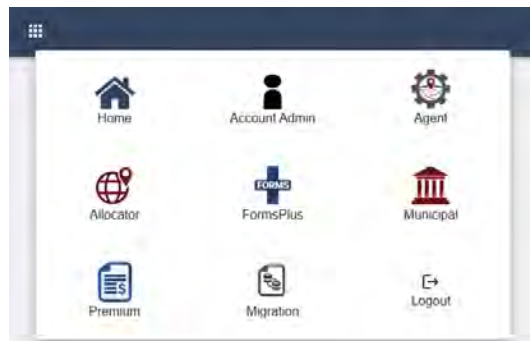 Home
Account Admin
Agent
Allocator
FORMS
FormsPlus
Municipal
$
Premium
Migration
Logout